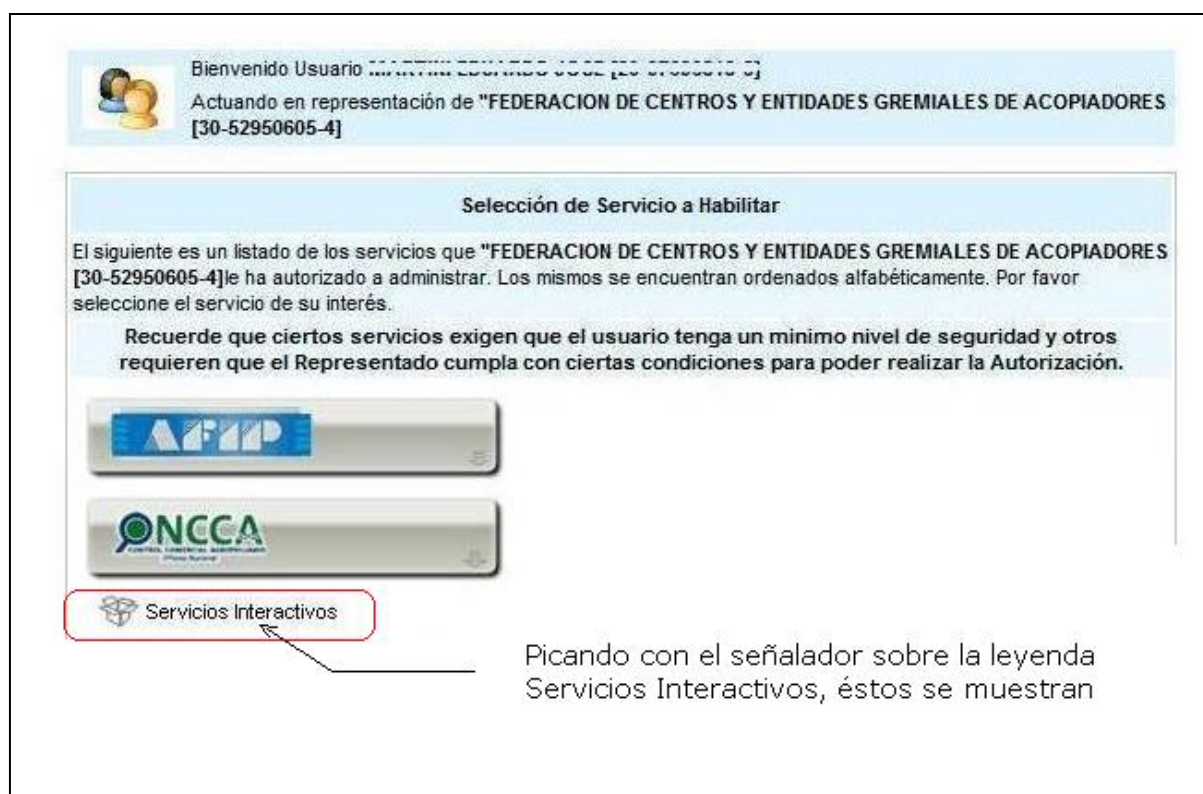 Bienvenido Usuario
Actuando en representación de "FEDERACION DE CENTROS Y ENTIDADES GREMIALES DE ACOPIADORES
[30-52950605-4]
Selección de Servicio a Habilitar
El siguiente es un listado de los servicios que "FEDERACION DE CENTROS Y ENTIDADES GREMIALES DE ACOPIADORES
[30-52950605-4]le ha autorizado a administrar. Los mismos se encuentran ordenados alfabéticamente. Por favor
seleccione el servicio de su interés.
Recuerde que ciertos servicios exigen que el usuario tenga un minimo nivel de seguridad y otros
requieren que el Representado cumpla con ciertas condiciones para poder realizar la Autorización.
AFIP
ONCCA
CONTROL COMERCIAL AGROPECUARIO
Oficina Nacional
Servicios Interactivos
Picando con el señalador sobre la leyenda
Servicios Interactivos, éstos se muestran